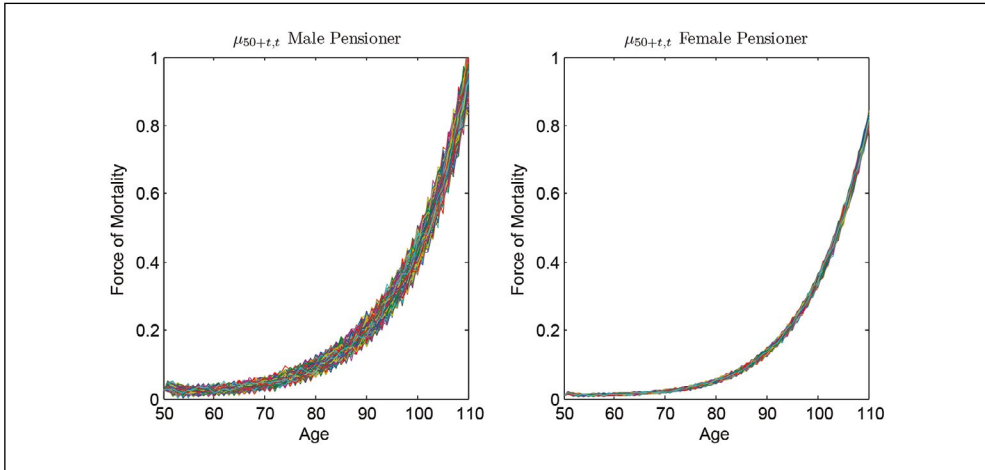 μ50+t,t Male Pensioner
1
0.8
0.6
0.4
0.2
0
Force of Mortality
50 60 70 80 90 100 110
Age
μ50+t,t Female Pensioner
1
0.8
0.6
0.4
0.2
0
Force of Mortality
50 60 70 80 90 100 110
Age